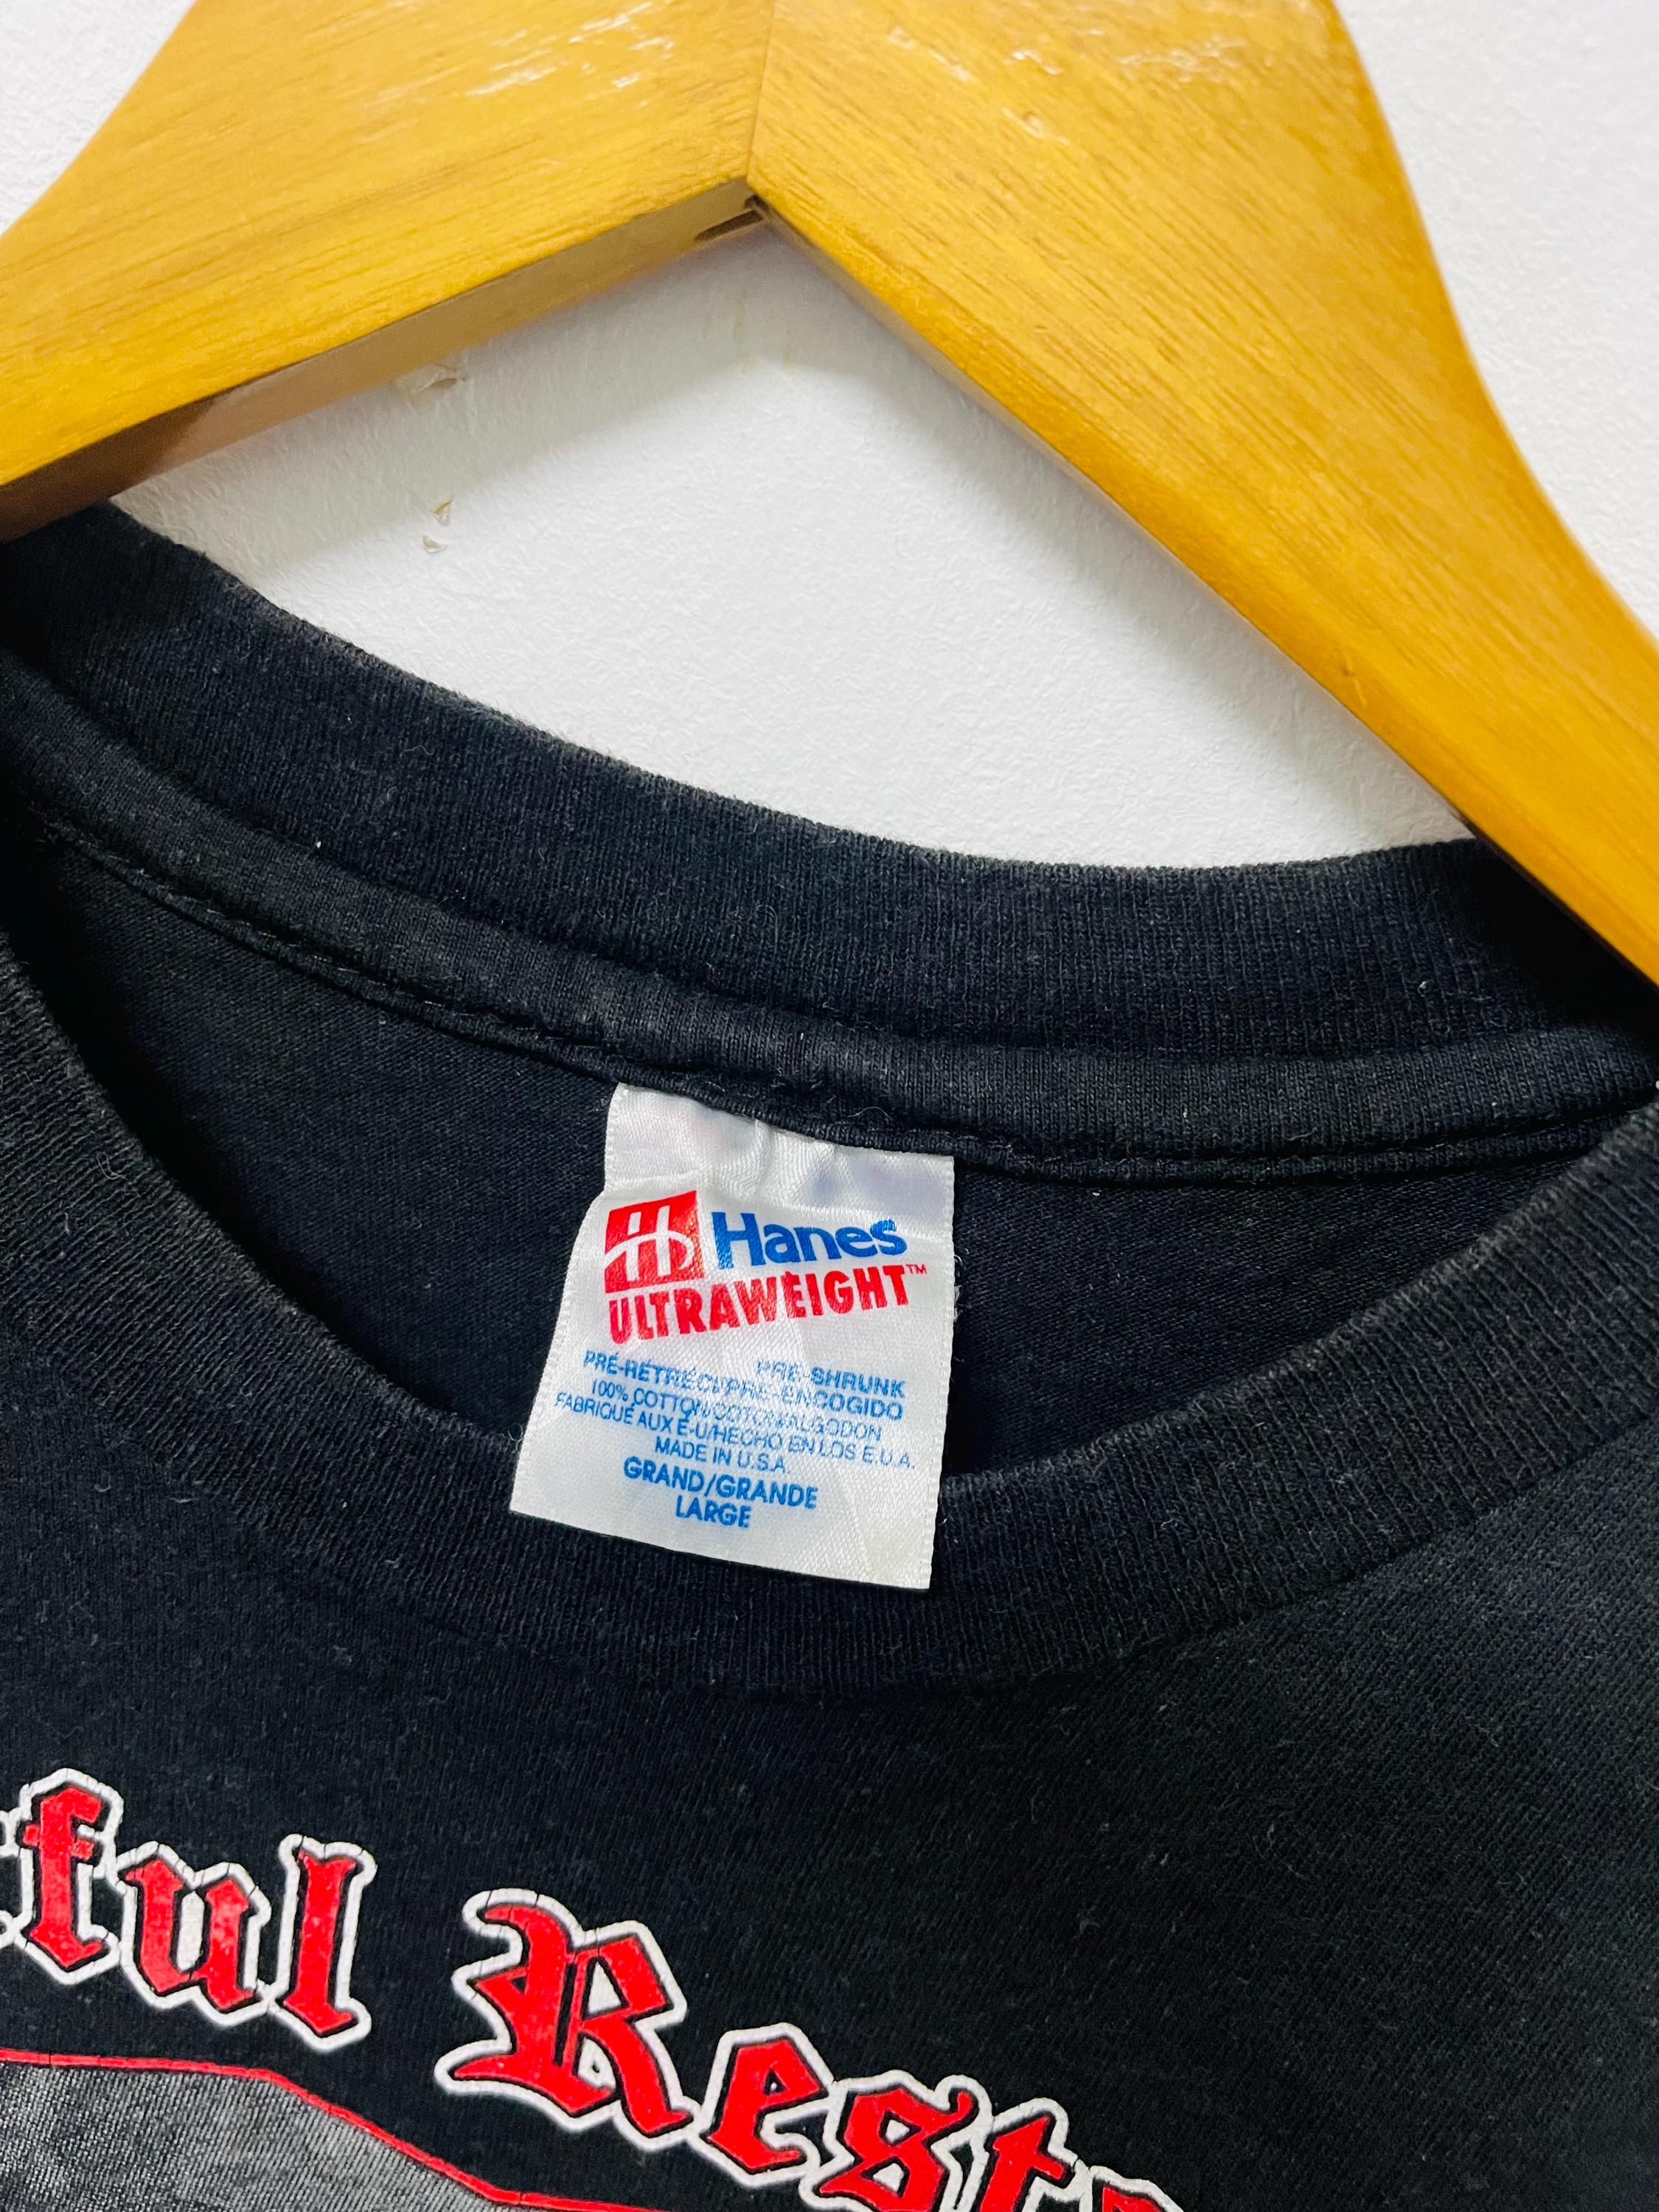 Hanes
ULTRAWEIGHT™
PRÉ-RÉTRÉCI/PRE-SHRUNK
PRE-ENCOGIDO
100% COTTON/COTON/ALGODON
FABRIQUÉ AUX É-U/HECHO EN LOS E.U.A.
MADE IN U.S.A.
GRAND/GRANDE
LARGE
ful Rest